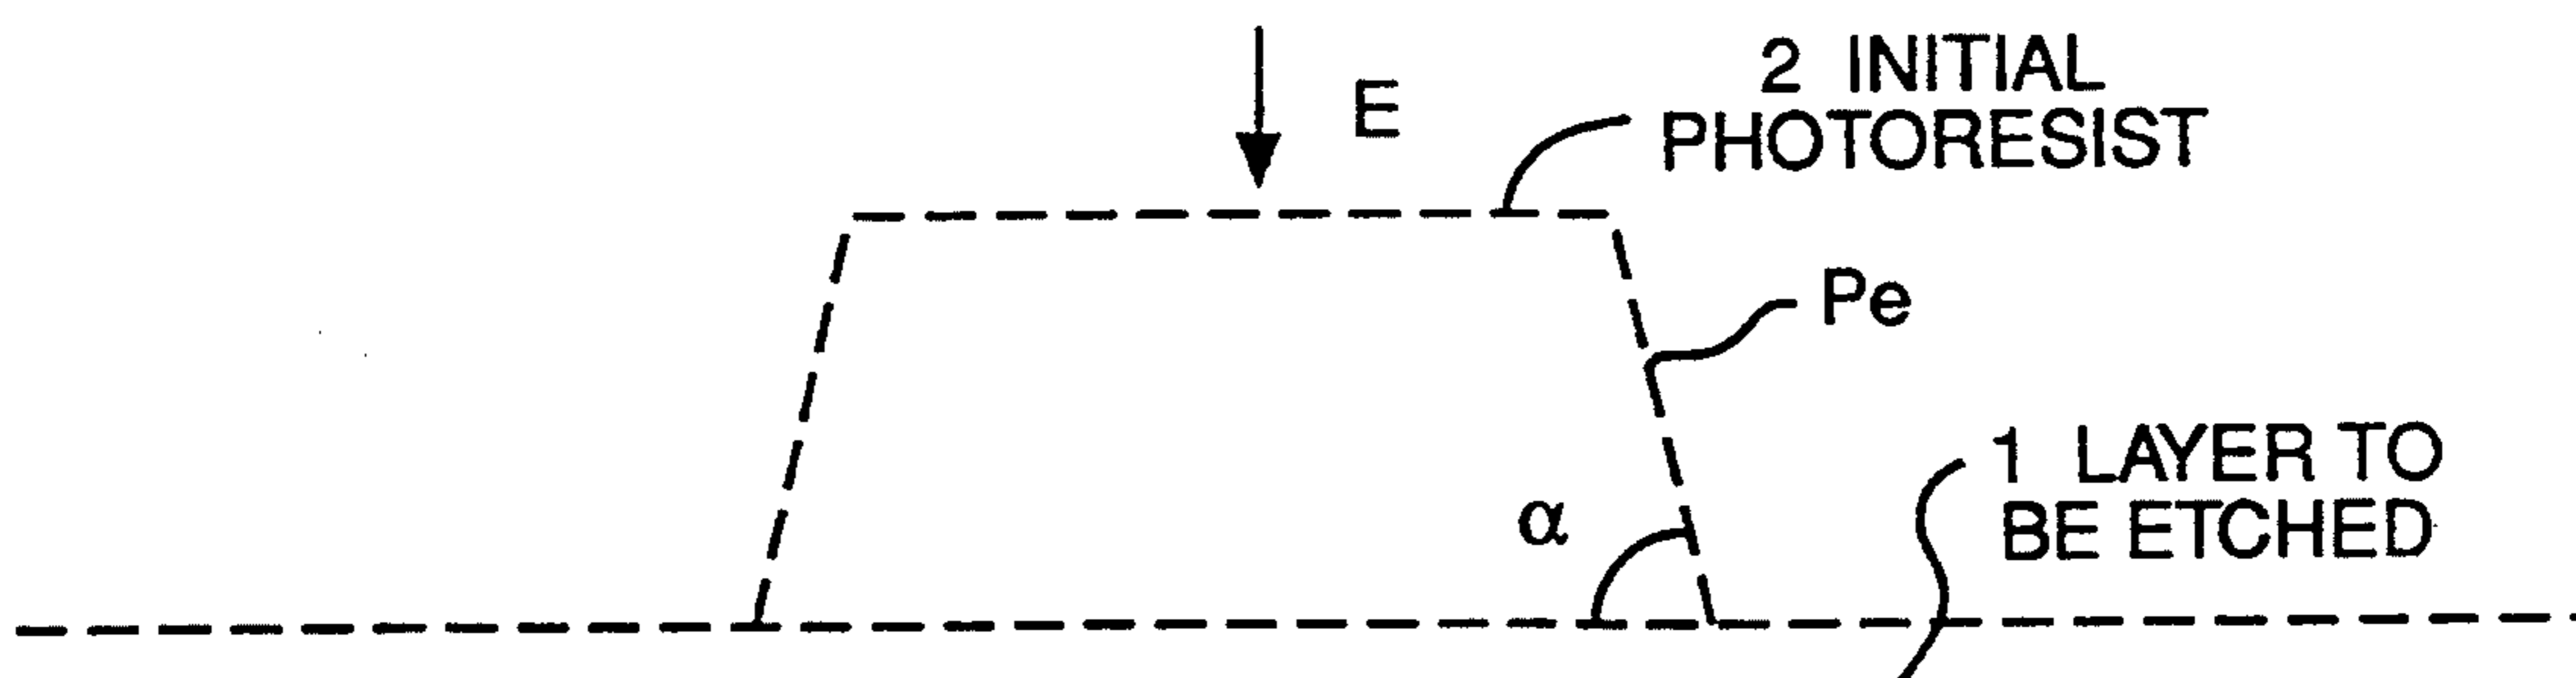 E
2 INITIAL
PHOTORESIST
Pe
α
1 LAYER TO
BE ETCHED